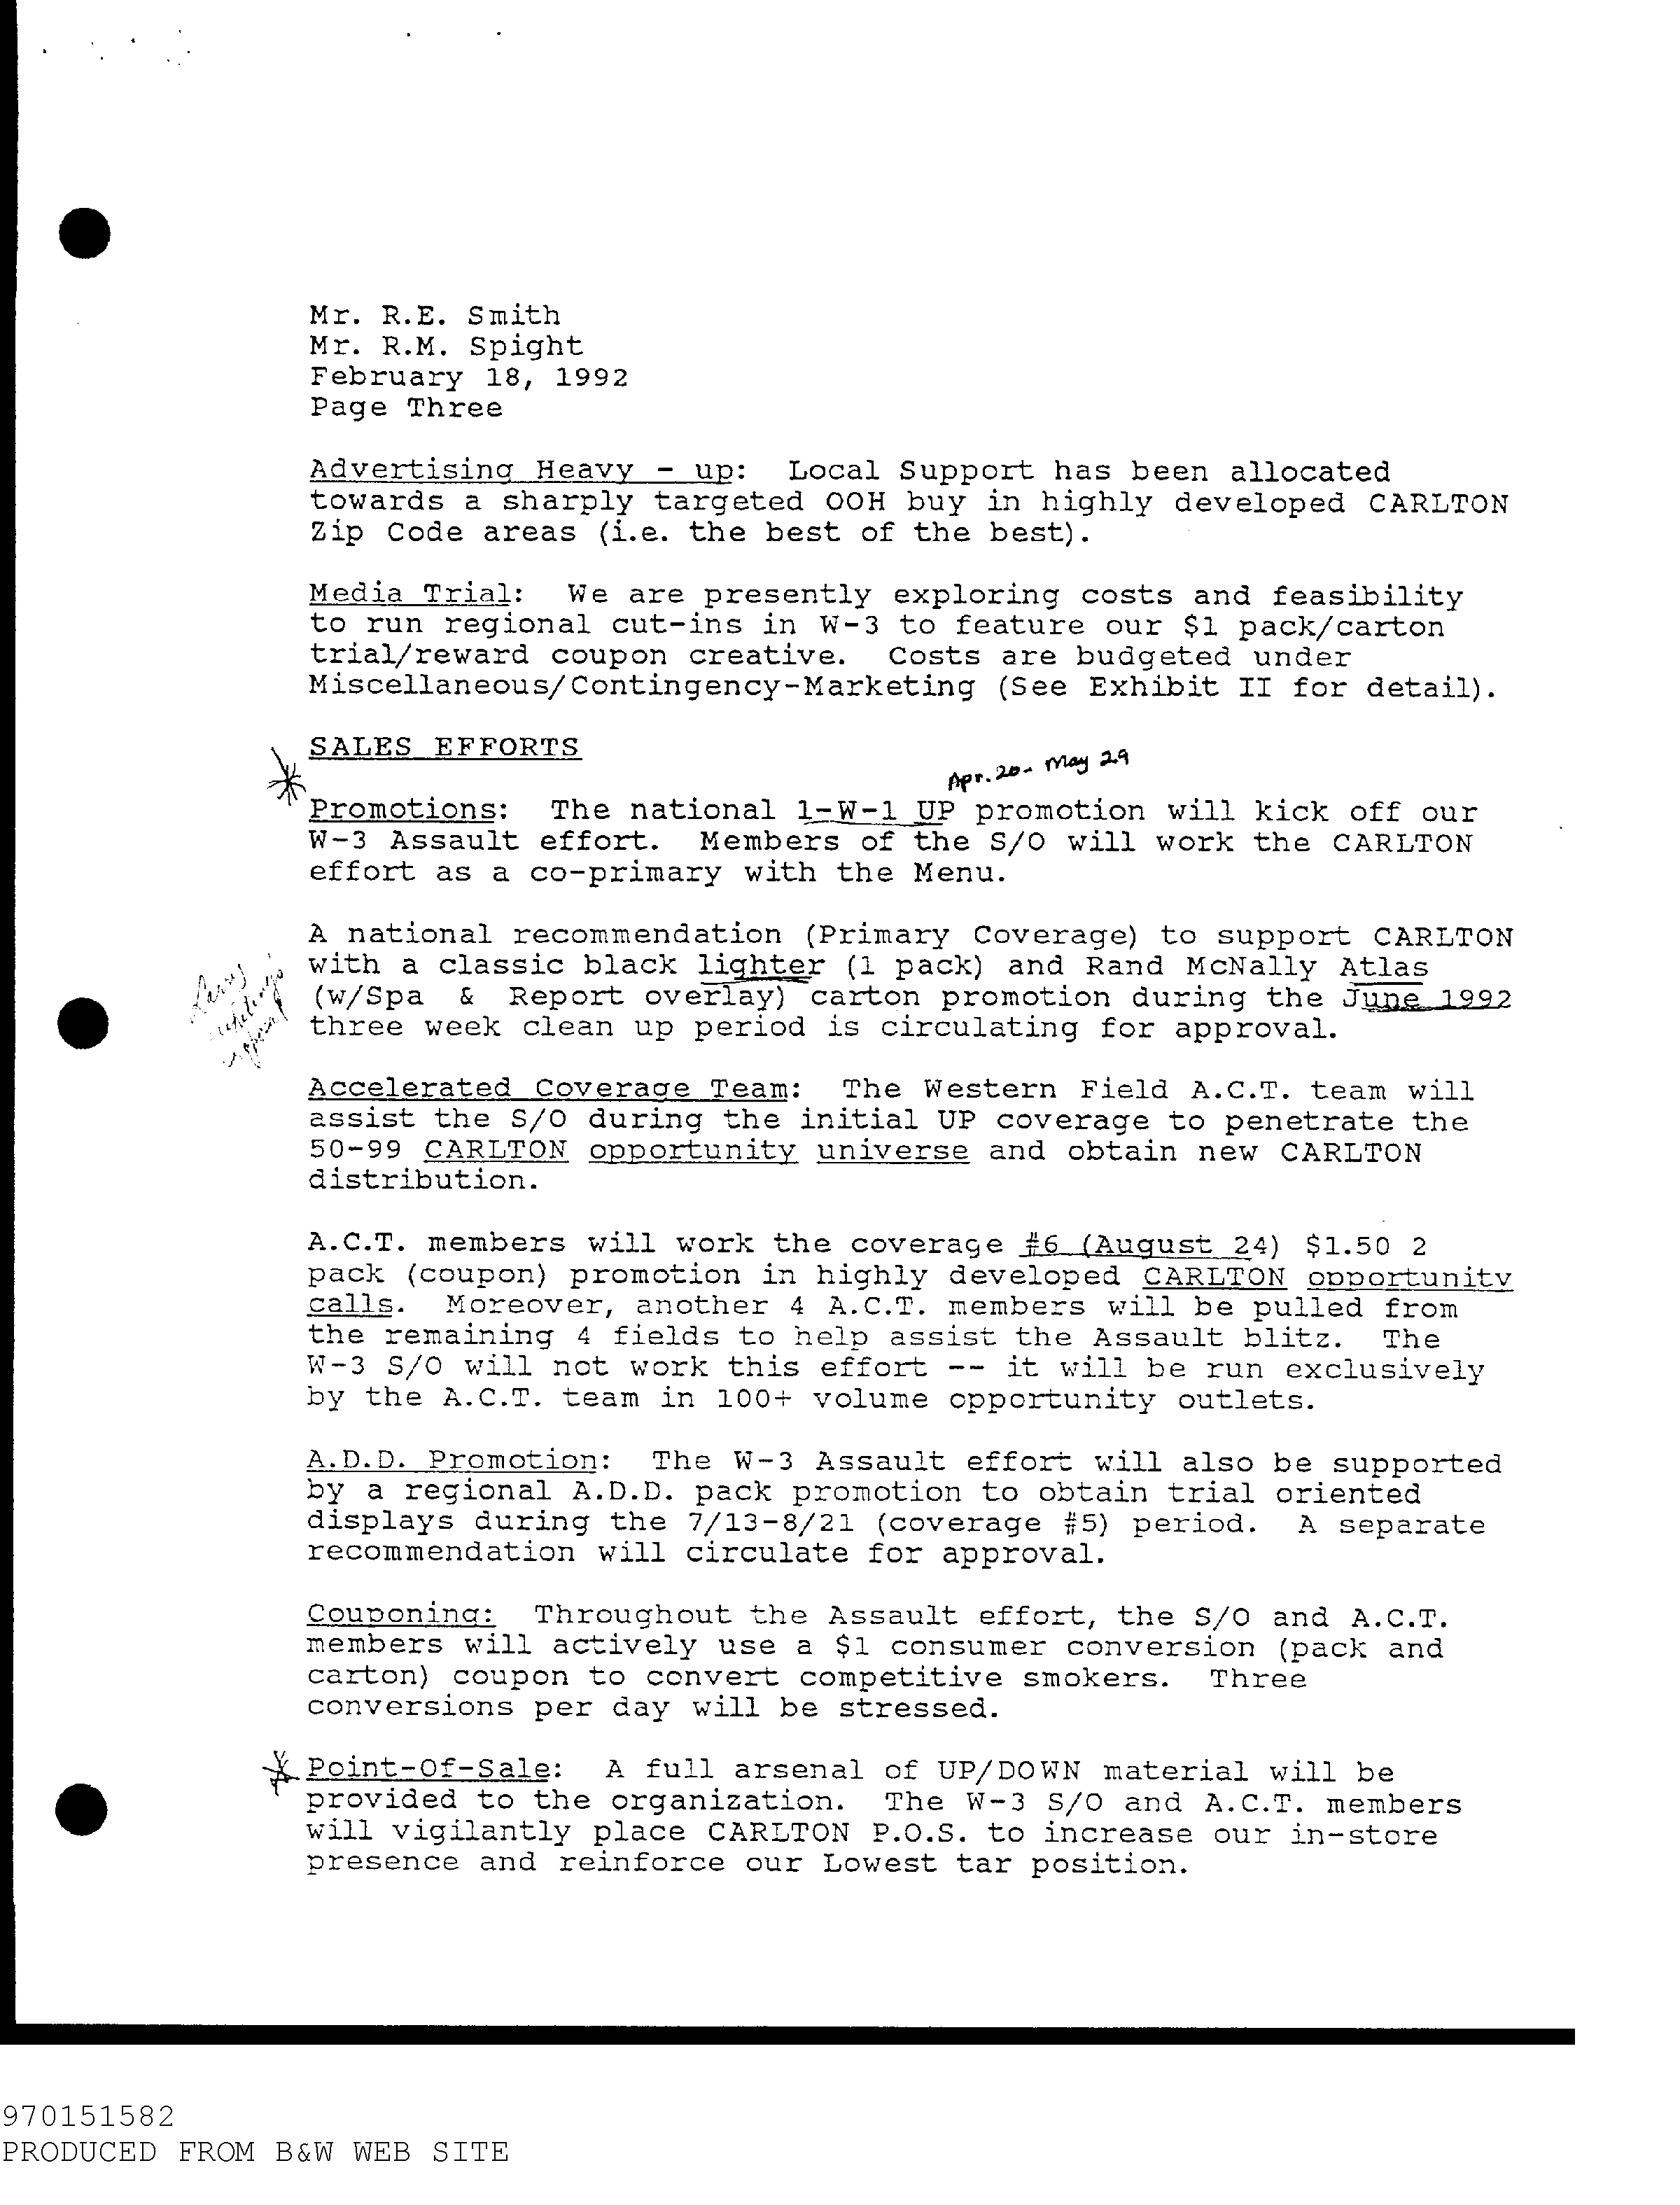 Mr. R.E. Smith
Mr. R.M. Spight
February 18, 1992
Page Three
Advertising Heavy - up: Local Support has been allocated
towards a sharply targeted OOH buy in highly developed CARLTON
Zip Code areas (i.e. the best of the best).
Media Trial: We are presently exploring costs and feasibility
to run regional cut-ins in W-3 to feature our $1 pack/carton
trial/reward coupon creative. Costs are budgeted under
Miscellaneous/Contingency-Marketing (See Exhibit II for detail).
SALES EFFORTS
Apr. 20 - May 29
Promotions: The national 1-W-1 UP promotion will kick off our
W-3 Assault effort. Members of the S/O will work the CARLTON
effort as a co-primary with the Menu.
A national recommendation (Primary Coverage) to support CARLTON
with a classic black lighter (1 pack) and Rand McNally Atlas
(w/Spa & Report overlay) carton promotion during the June 1992
three week clean up period is circulating for approval.
Accelerated Coverage Team: The Western Field A.C.T. team will
assist the S/O during the initial UP coverage to penetrate the
50-99 CARLTON opportunity universe and obtain new CARLTON
distribution.
A.C.T. members will work the coverage #6 (August 24) $1.50 2
pack (coupon) promotion in highly developed CARLTON opportunity
calls. Moreover, another 4 A.C.T. members will be pulled from
the remaining 4 fields to help assist the Assault blitz. The
W-3 S/O will not work this effort -- it will be run exclusively
by the A.C.T. team in 100+ volume opportunity outlets.
A.D.D. Promotion: The W-3 Assault effort will also be supported
by a regional A.D.D. pack promotion to obtain trial oriented
displays during the 7/13-8/21 (coverage #5) period. A separate
recommendation will circulate for approval.
Couponing: Throughout the Assault effort, the S/O and A.C.T.
members will actively use a $1 consumer conversion (pack and
carton) coupon to convert competitive smokers. Three
conversions per day will be stressed.
Point-Of-Sale: A full arsenal of UP/DOWN material will be
provided to the organization. The W-3 S/O and A.C.T. members
will vigilantly place CARLTON P.O.S. to increase our in-store
presence and reinforce our Lowest tar position.
970151582
PRODUCED FROM B&W WEB SITE